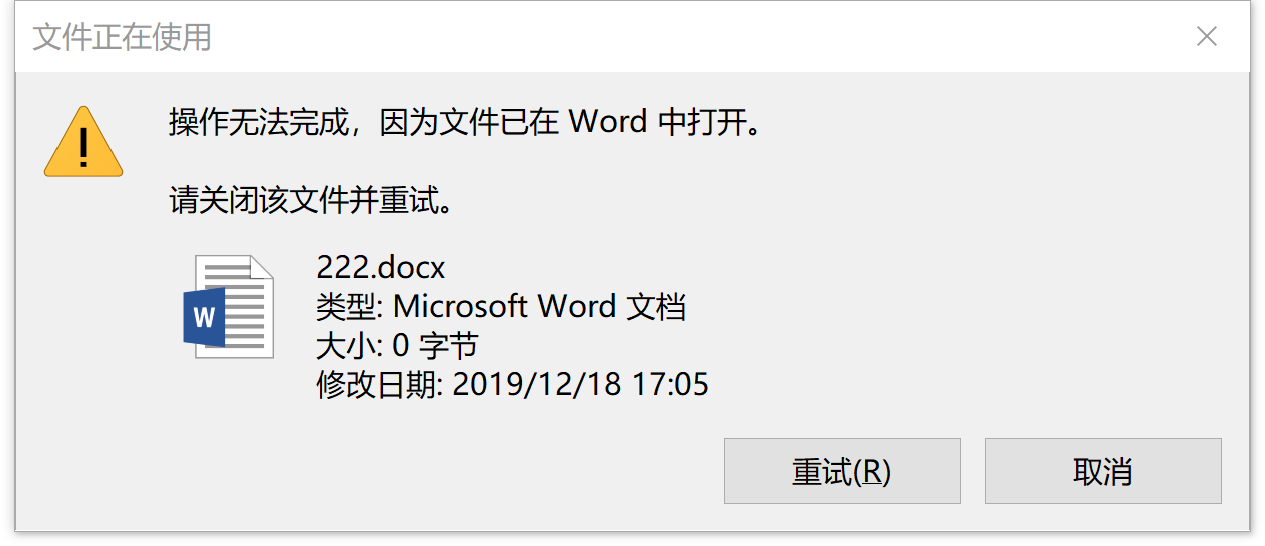 文件正在使用
操作无法完成，因为文件已在 Word 中打开。
请关闭该文件并重试。
W
222.docx
类型: Microsoft Word 文档
大小: 0 字节
修改日期: 2019/12/18 17:05
重试(R)
取消